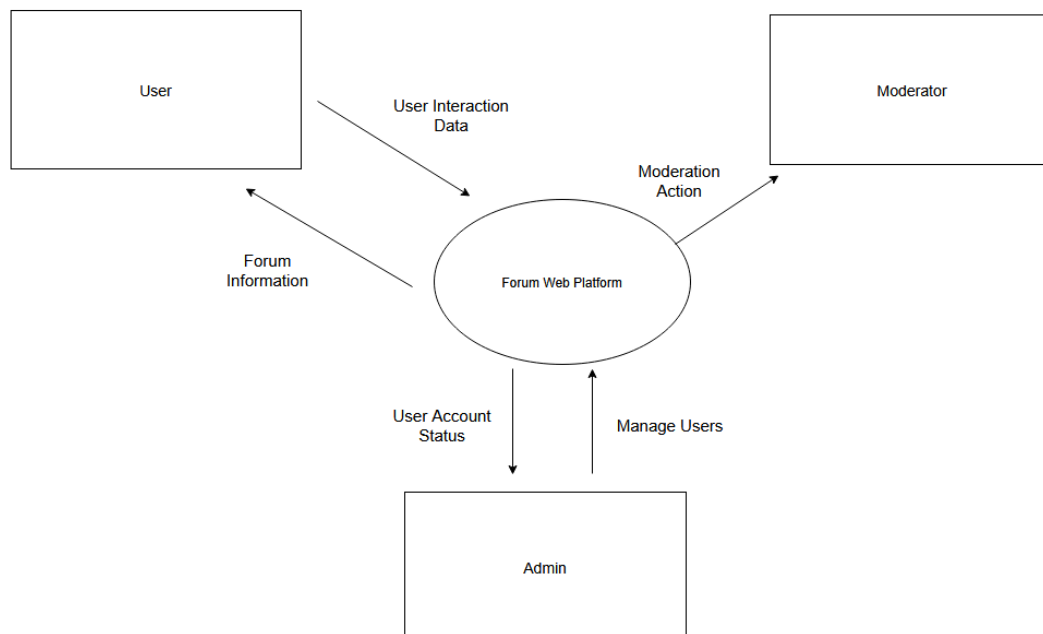 User
Moderator
User Interaction
Data
Moderation
Action
Forum
Information
Forum Web Platform
User Account
Status
Manage Users
Admin